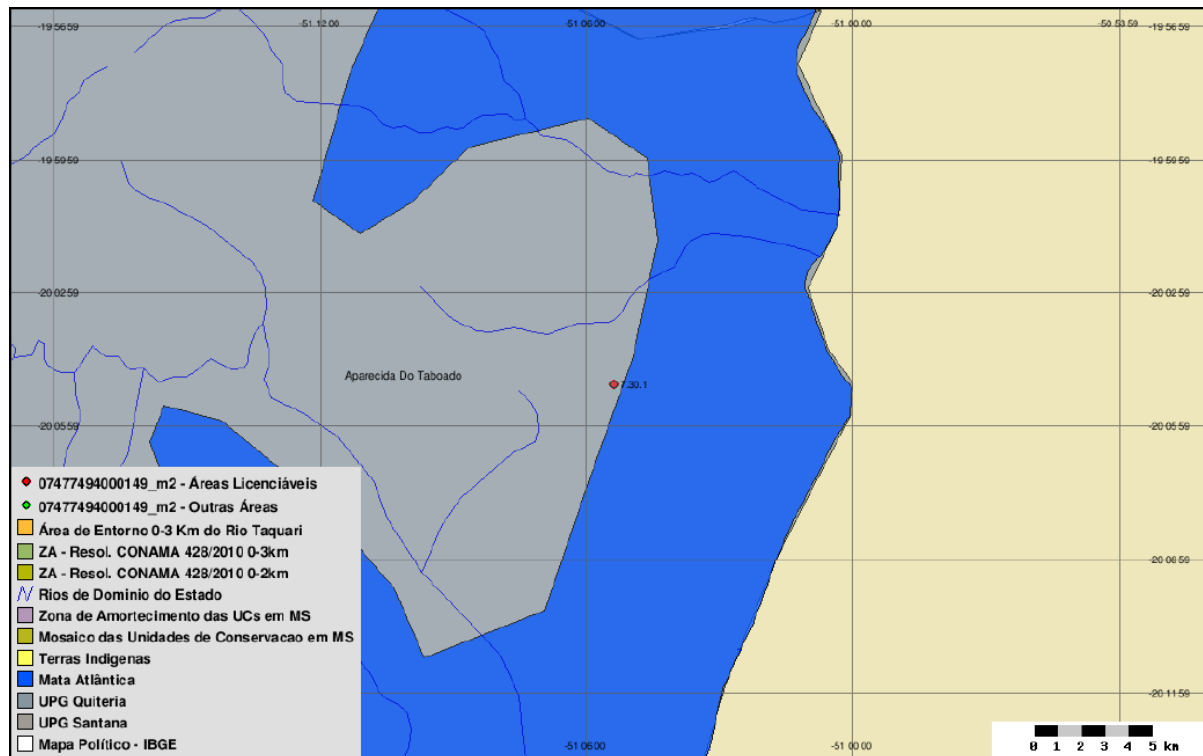 -51 12 00
-51 06 00
-51 00 00
-50 53 59
-19 56 59
-19 56 59
-19 59 59
-19 59 59
-20 02 59
-20 02 59
Aparecida Do Taboado
7.30.1
-20 05 59
-20 05 59
07477494000149_m2 - Áreas Licenciáveis
07477494000149_m2 - Outras Áreas
Área de Entorno 0-3 Km do Rio Taquari
ZA - Resol. CONAMA 428/2010 0-3km
ZA - Resol. CONAMA 428/2010 0-2km
Rios de Dominio do Estado
Zona de Amortecimento das UCs em MS
Mosaico das Unidades de Conservacao em MS
Terras Indigenas
Mata Atlântica
UPG Quiteria
UPG Santana
Mapa Político - IBGE
-20 08 59
-20 08 59
-20 11 59
-51 06 00
-51 00 00
0 1 2 3 4 5 km